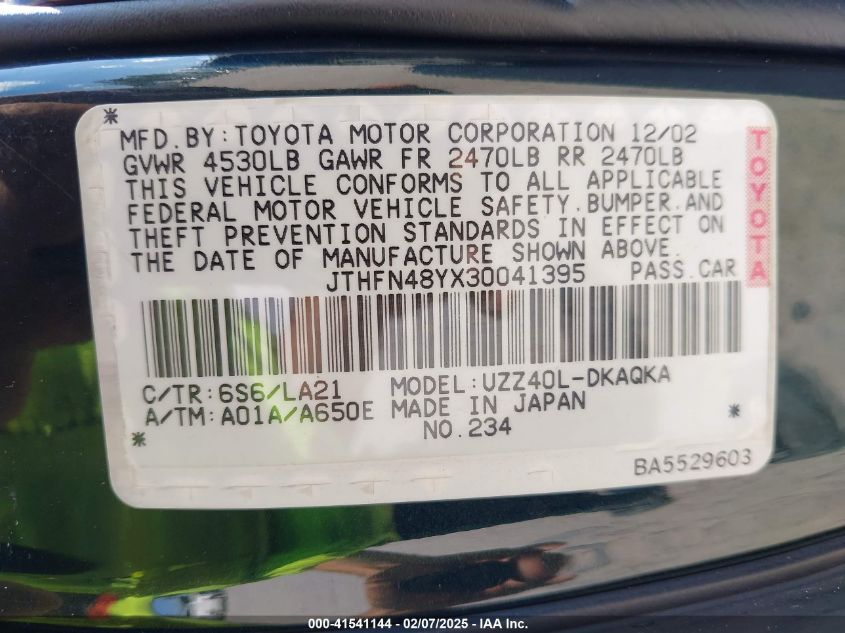 MFD.BY:TOYOTA MOTOR CORPORATION 12/02
GVWR 4530LB GAWR FR 2470LB RR 2470LB
THIS VEHICLE CONFORMS TO ALL APPLICABLE
FEDERAL MOTOR VEHICLE SAFETY.BUMPER.AND
THEFT PREVENTION STANDARDS IN EFFECT ON
THE DATE OF MANUFACTURE SHOWN ABOVE.
JTHFN48YX30041395 PASS.CAR
C/TR:6S6/LA21 MODEL:UZZ40L-DKAQKA
A/TM:A01A/A650E MADE IN JAPAN
NO.234
BA5529603
TOYOTA
000-41541144 - 02/07/2025 - IAA Inc.